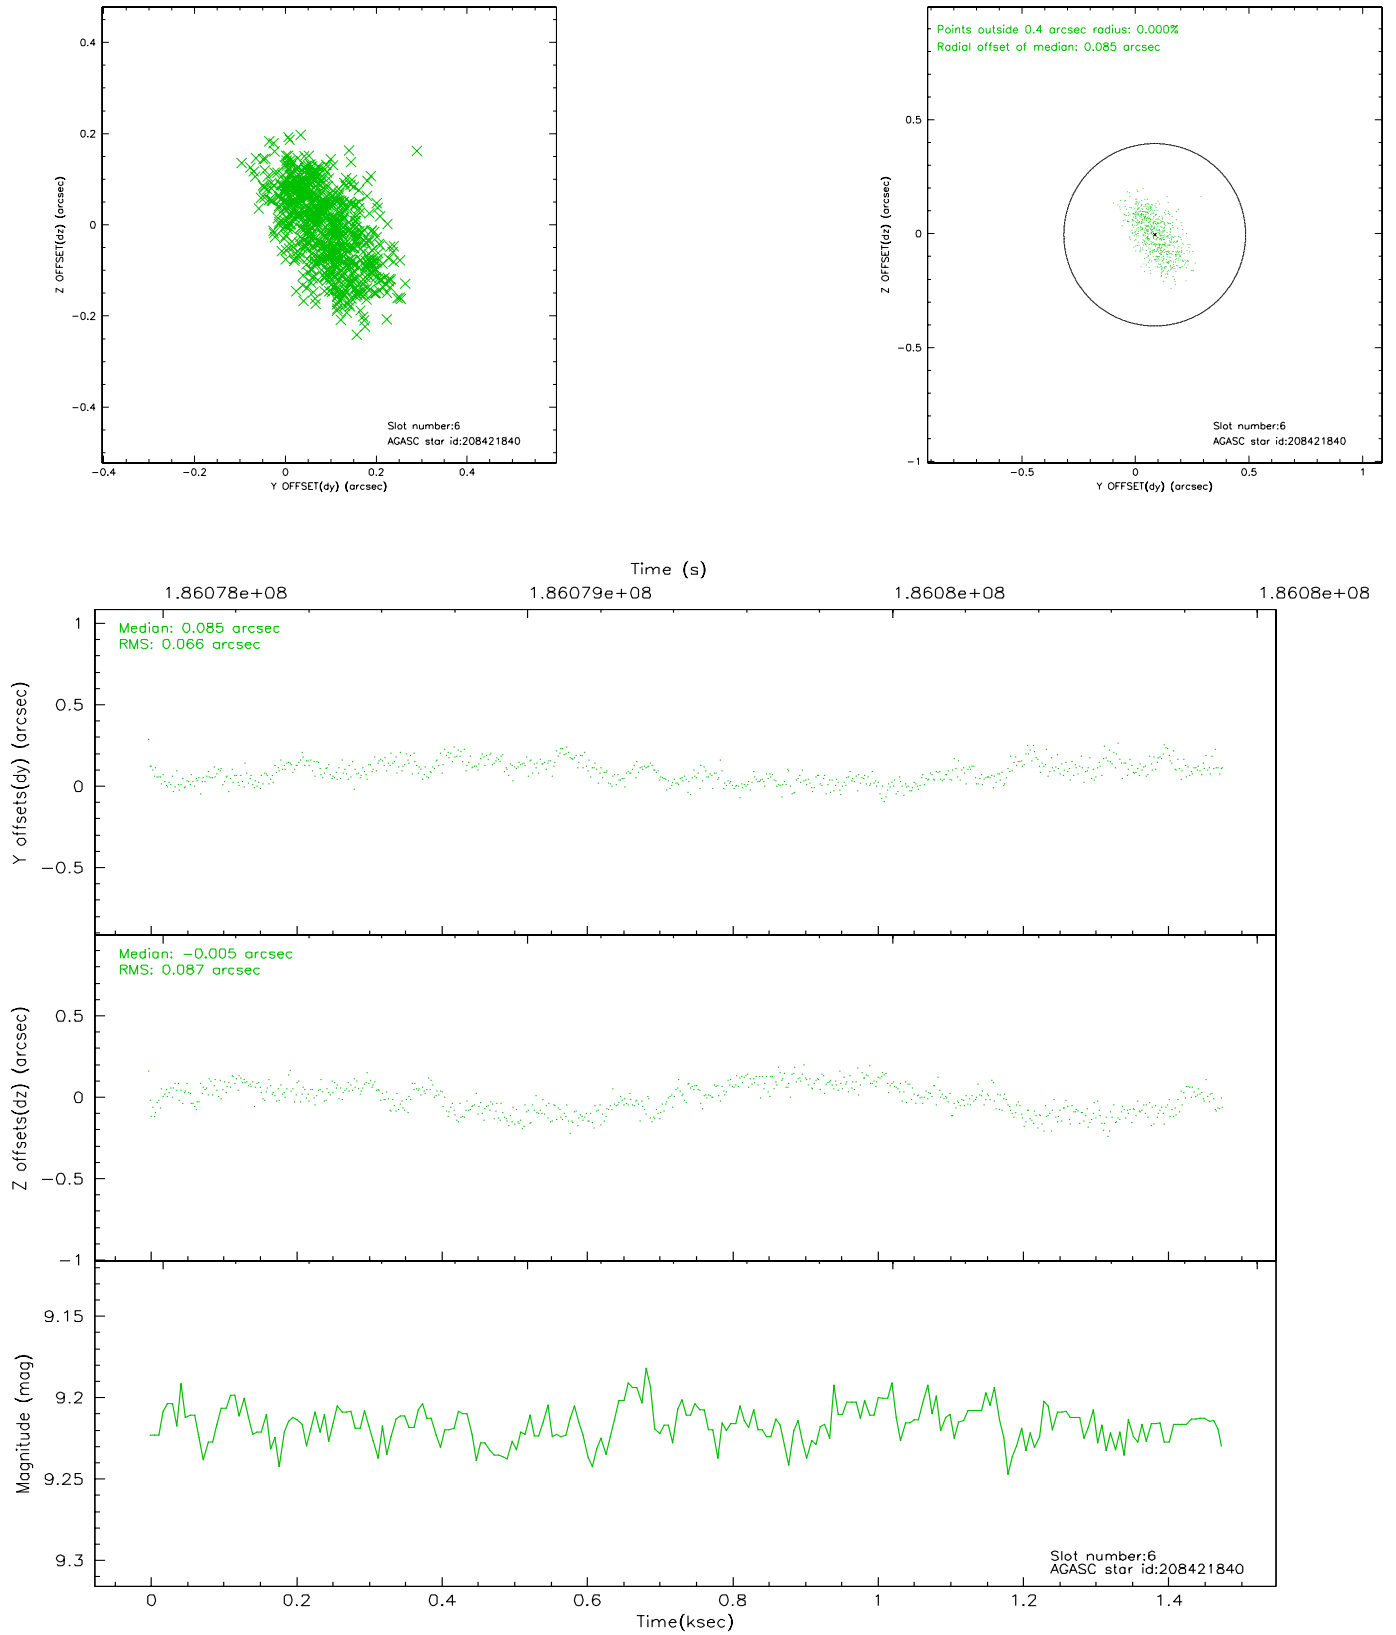 0.4
0.2
0
−0.2
−0.4
Z OFFSET(dz) (arcsec)
Slot number:6
AGASC star id:208421840
−0.4 −0.2 0 0.2 0.4
Y OFFSET(dy) (arcsec)
Points outside 0.4 arcsec radius: 0.000%
Radial offset of median: 0.085 arcsec
0.5
0
−0.5
−1
Z OFFSET(dz) (arcsec)
Slot number:6
AGASC star id:208421840
−0.5 0 0.5 1
Y OFFSET(dy) (arcsec)
Time (s)
1.86078e+08 1.86079e+08 1.8608e+08 1.8608e+08
Median: 0.085 arcsec
RMS: 0.066 arcsec
1
0.5
0
−0.5
Y offsets(dy) (arcsec)
Median: −0.005 arcsec
RMS: 0.087 arcsec
0.5
0
−0.5
−1
Z offsets(dz) (arcsec)
9.15
9.2
9.25
9.3
Magnitude (mag)
Slot number:6
AGASC star id:208421840
0 0.2 0.4 0.6 0.8 1 1.2 1.4
Time(ksec)